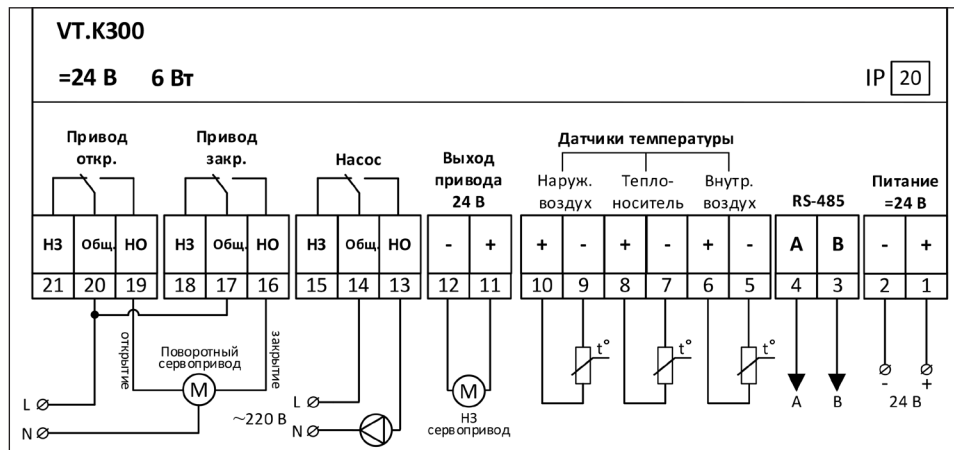 VT.K300
=24 В 6 Вт
IP 20
Привод
откр.
Привод
закр.
Насос
Выход
привода
24 В
Датчики температуры
Наруж.
воздух
Тепло-
носитель
Внутр.
воздух
RS-485
Питание
=24 В
НЗ Общ. НО НЗ Общ. НО НЗ Общ. НО - + + - + - + - A B - +
21 20 19 18 17 16 15 14 13 12 11 10 9 8 7 6 5 4 3 2 1
открытие
Поворотный
сервопривод
M
закрытие
L
N
~220 В
L
N
M
НЗ
сервопривод
t°
t°
t°
A B
- +
24 В